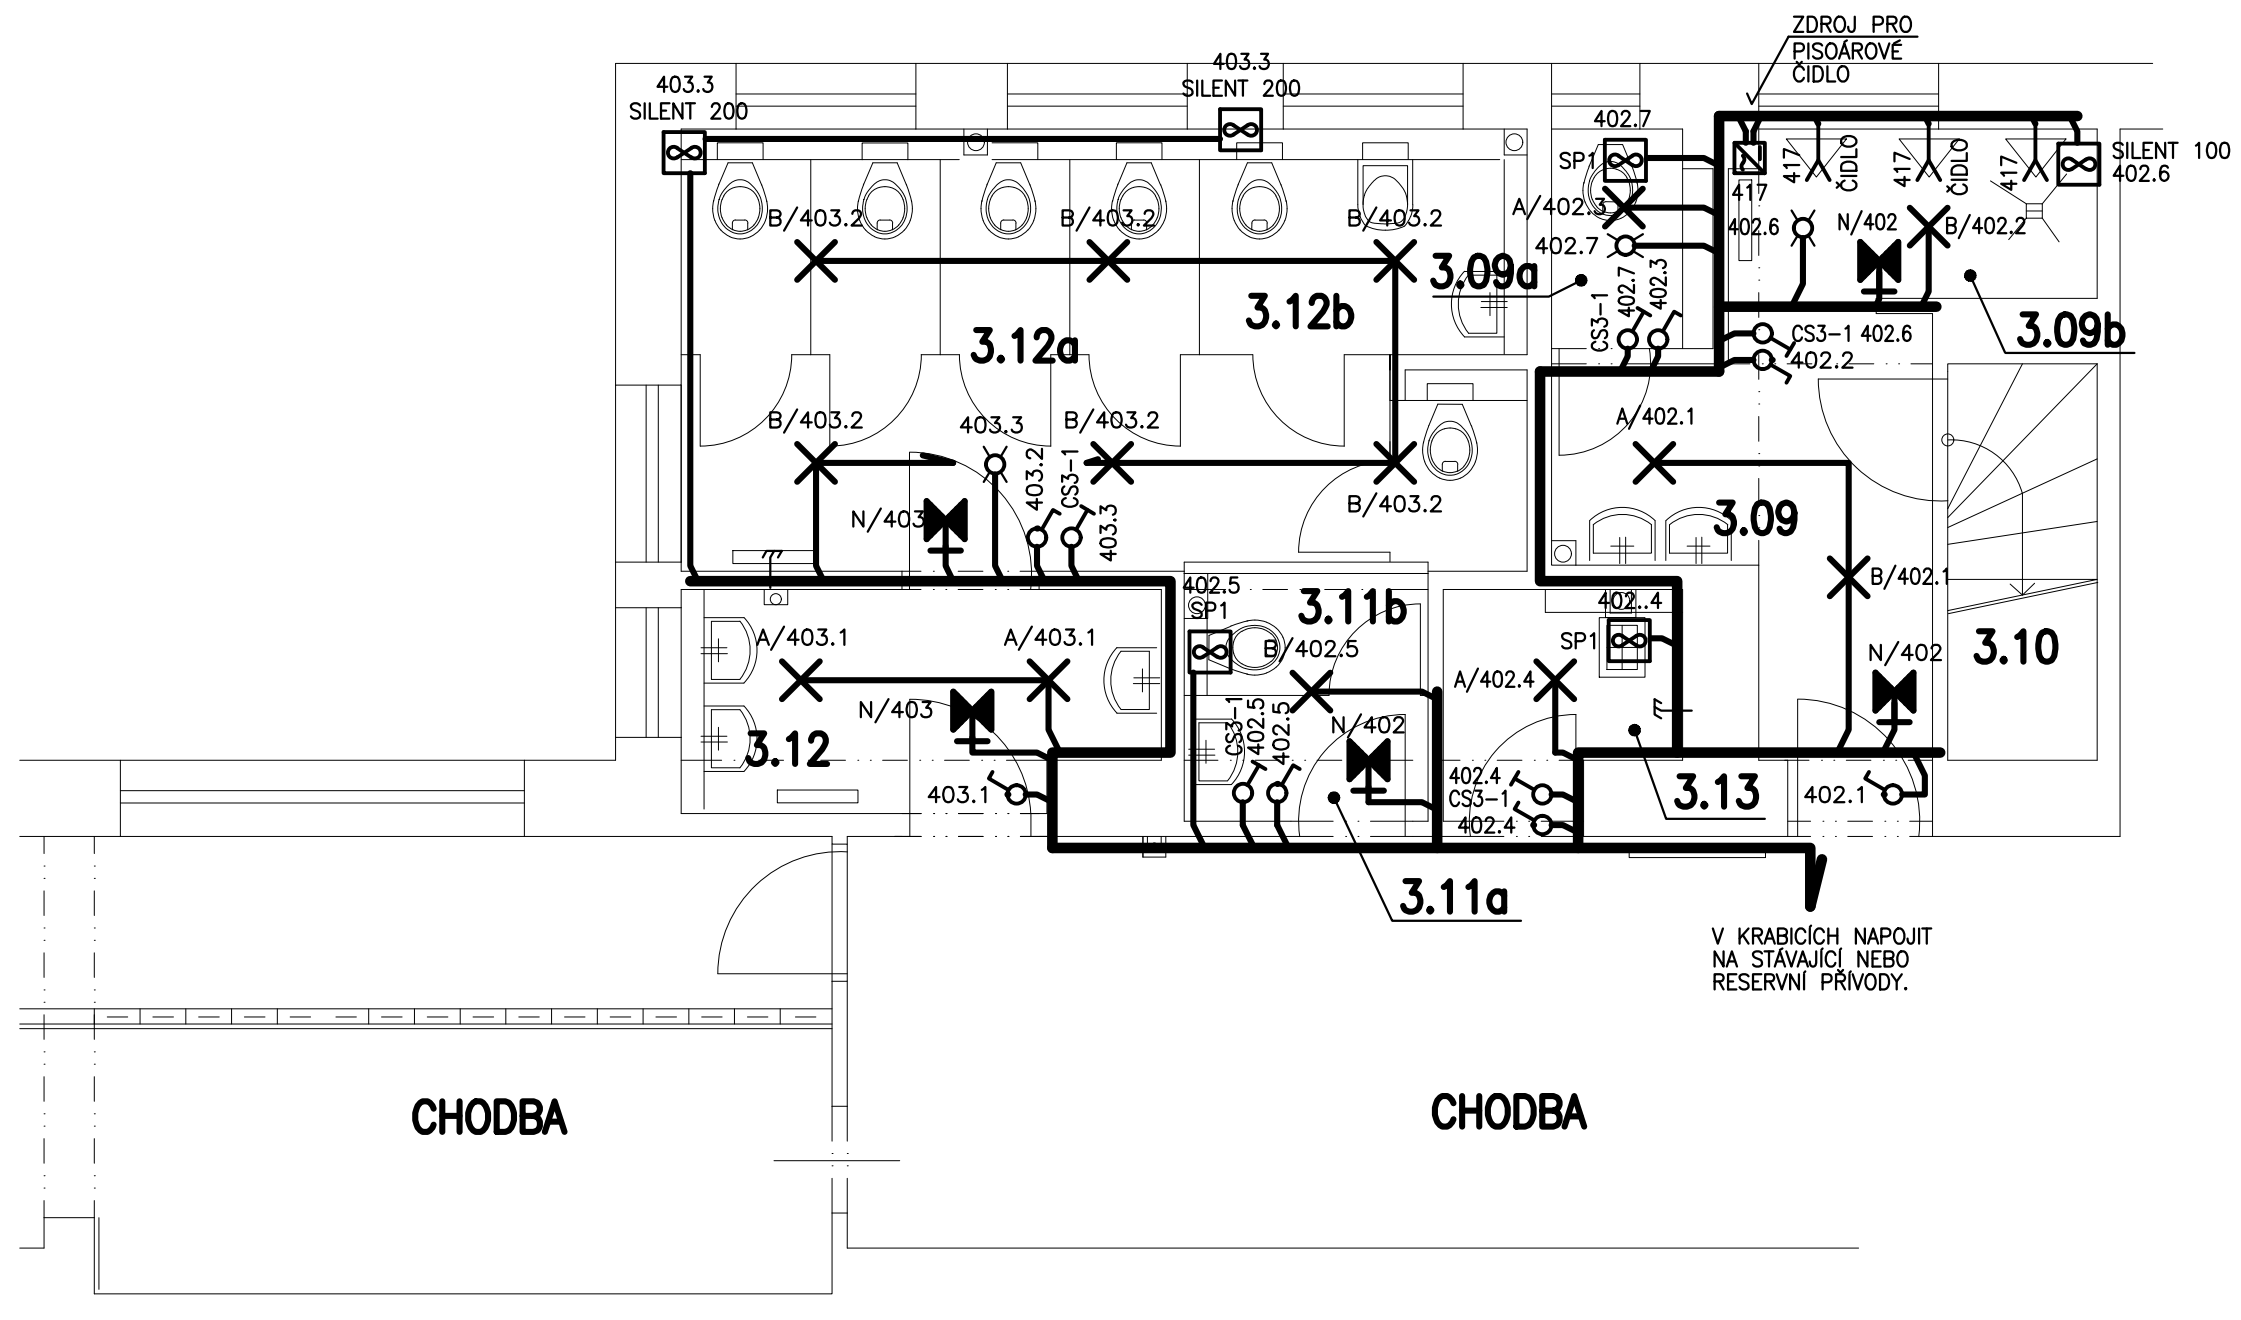 ZDROJ PRO
PISOÁROVÉ
ČIDLO
403.3
SILENT 200
403.3
SILENT 200
402.7
SP1
A/402.3
402.7
3.09a
CS3-1
402.7
402.3
417
417
ČIDLO
417
ČIDLO
417
SILENT 100
402.6
402.6
N/402
B/402.2
3.09b
CS3-1 402.6
402.2
B/403.2
B/403.2
B/403.2
3.12b
3.12a
B/403.2
403.3
B/403.2
403.2
CS3-1
403.3
N/403
B/403.2
A/402.1
3.09
B/402.1
402.5
SP1
3.11b
B/402.5
402..4
SP1
A/402.4
3.10
N/402
A/403.1
A/403.1
N/403
3.12
403.1
CS3-1
402.5
402.5
N/402
402.4
CS3-1
402.4
3.13
402.1
3.11a
V KRABICÍCH NAPOJIT
NA STÁVAJÍCÍ NEBO
RESERVNÍ PŘÍVODY.
CHODBA
CHODBA